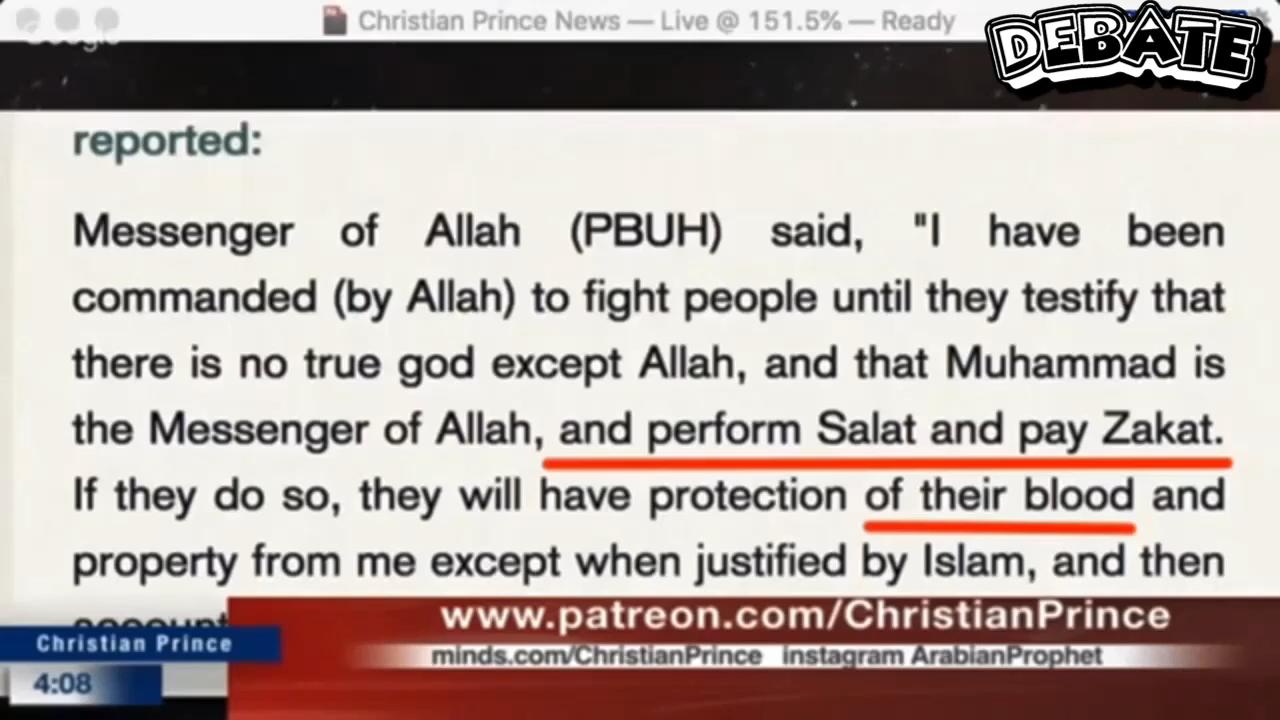 Christian Prince News — Live @ 151.5% — Ready
DEBATE
Google
reported:
Messenger of Allah (PBUH) said, "I have been
commanded (by Allah) to fight people until they testify that
there is no true god except Allah, and that Muhammad is
the Messenger of Allah, and perform Salat and pay Zakat.
If they do so, they will have protection of their blood and
property from me except when justified by Islam, and then
www.patreon.com/ChristianPrince
Christian Prince
minds.com/ChristianPrince instagram ArabianProphet
4:08